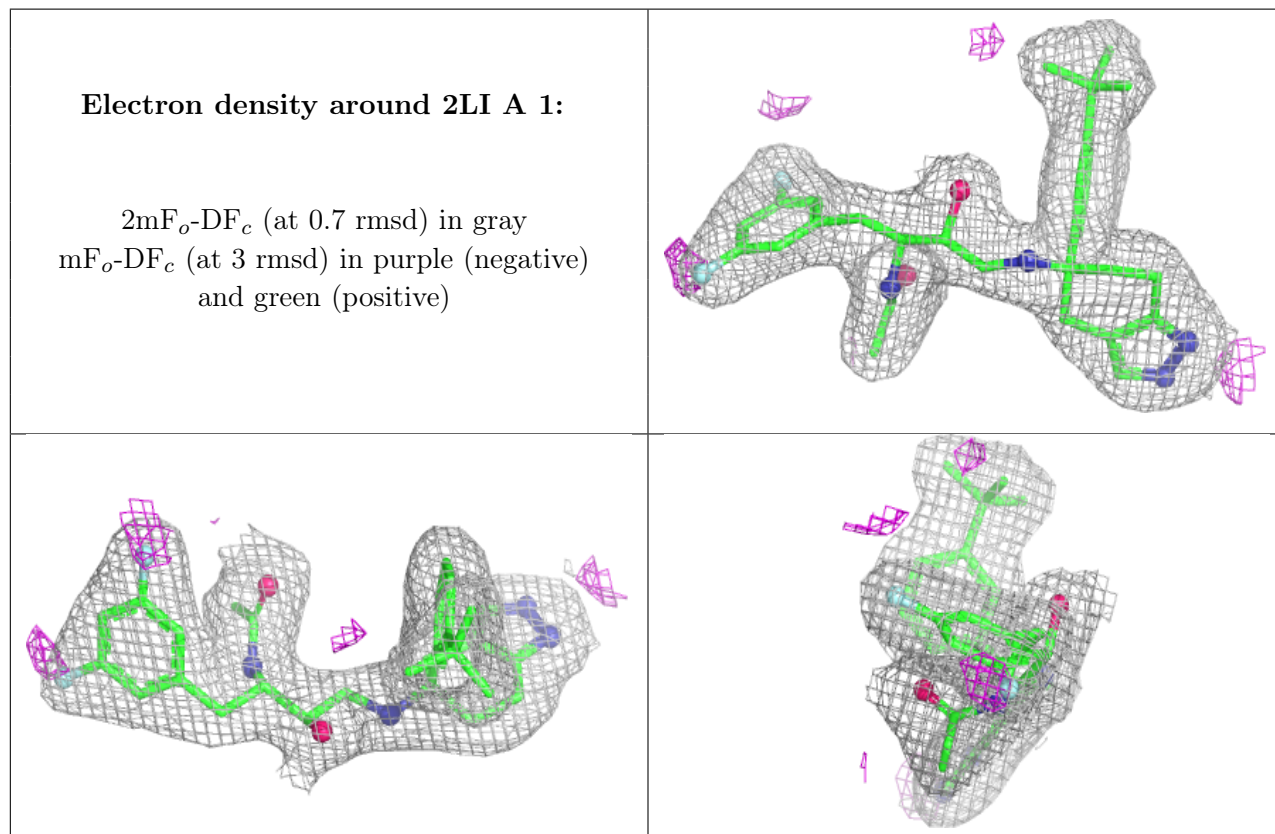 Electron density around 2LI A 1:
2mFo-DFc (at 0.7 rmsd) in gray
mFo-DFc (at 3 rmsd) in purple (negative)
and green (positive)